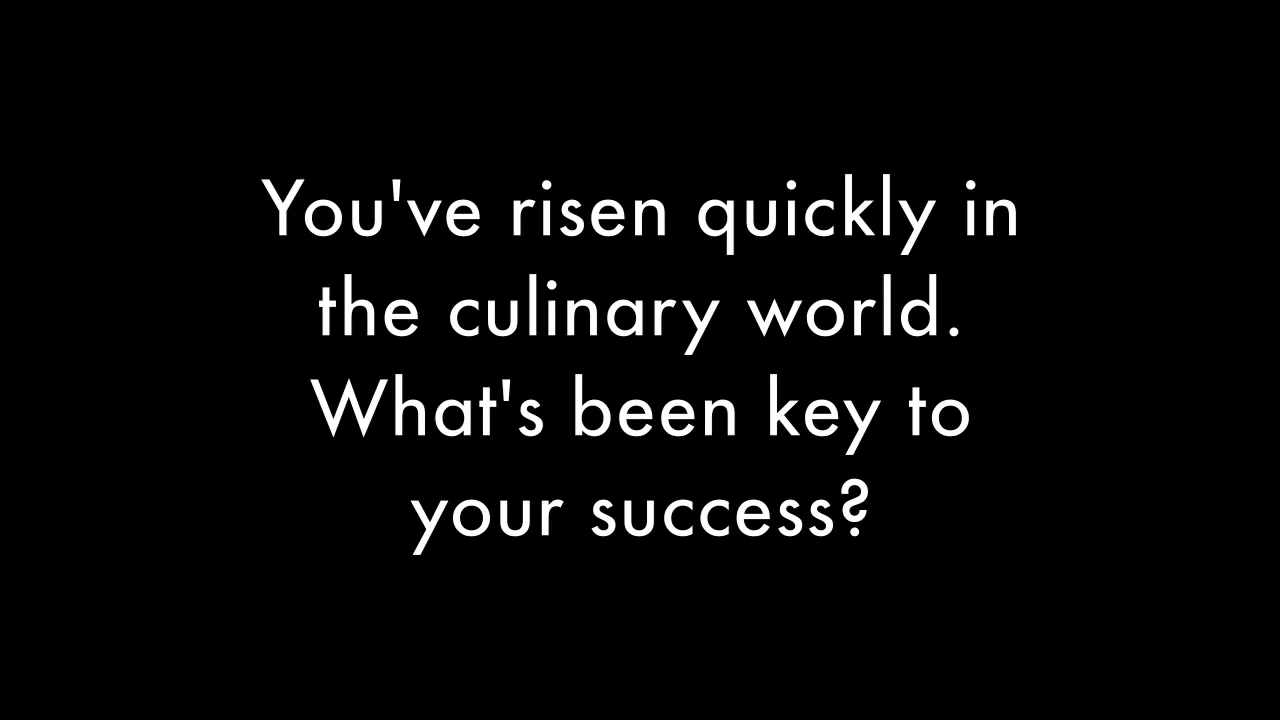 You've risen quickly in
the culinary world.
What's been key to
your success?